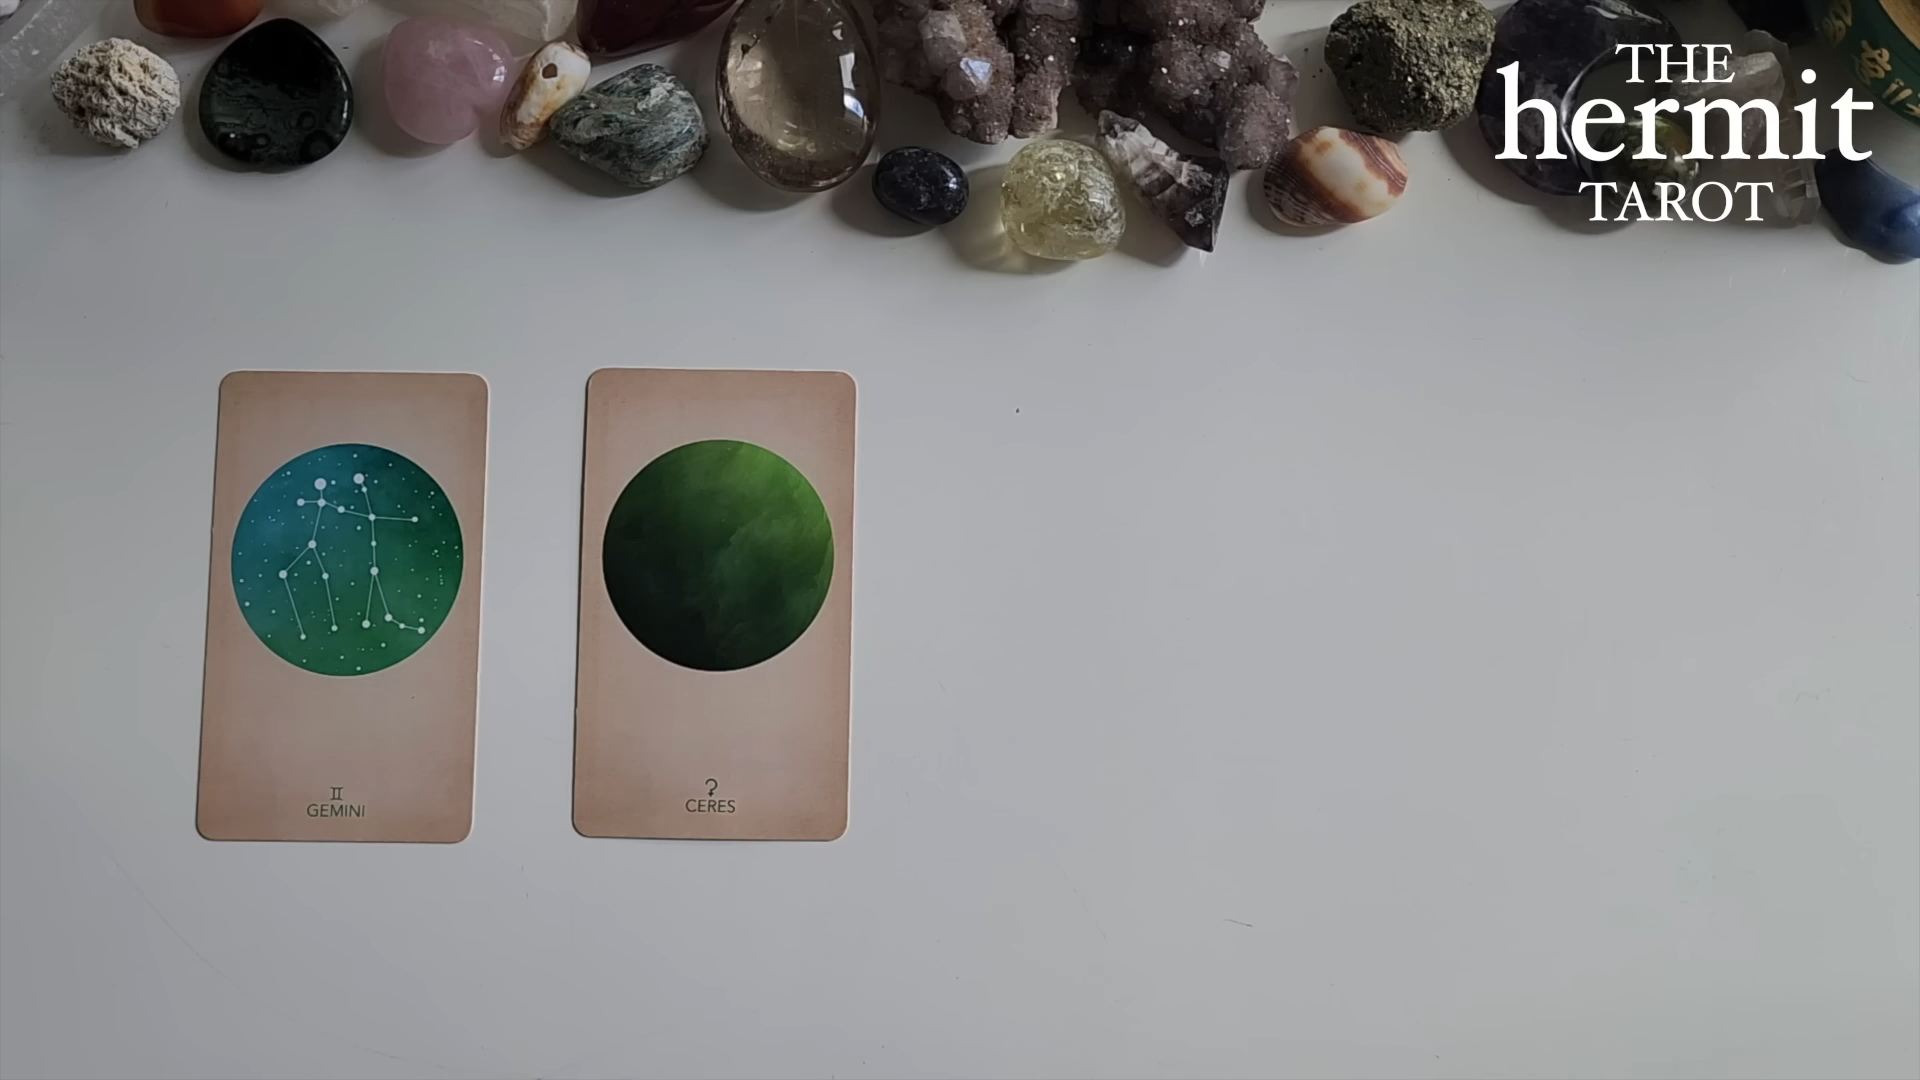 THE
hermit
TAROT
♊
GEMINI
⚳
CERES